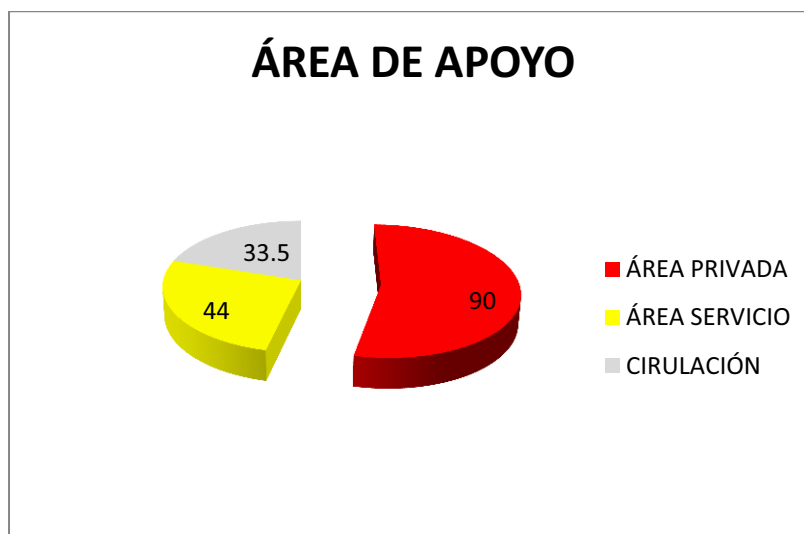 ÁREA DE APOYO
33.5
44
90
ÁREA PRIVADA
ÁREA SERVICIO
CIRULACIÓN